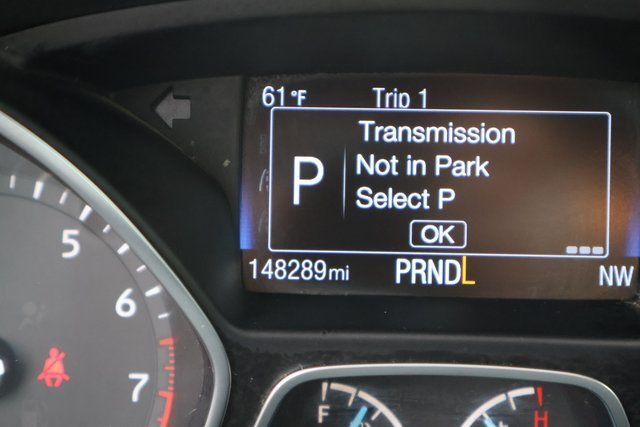 61°F Trip 1
Transmission
P Not in Park
Select P
OK
148289mi PRNDL NW
5
6
7
F H